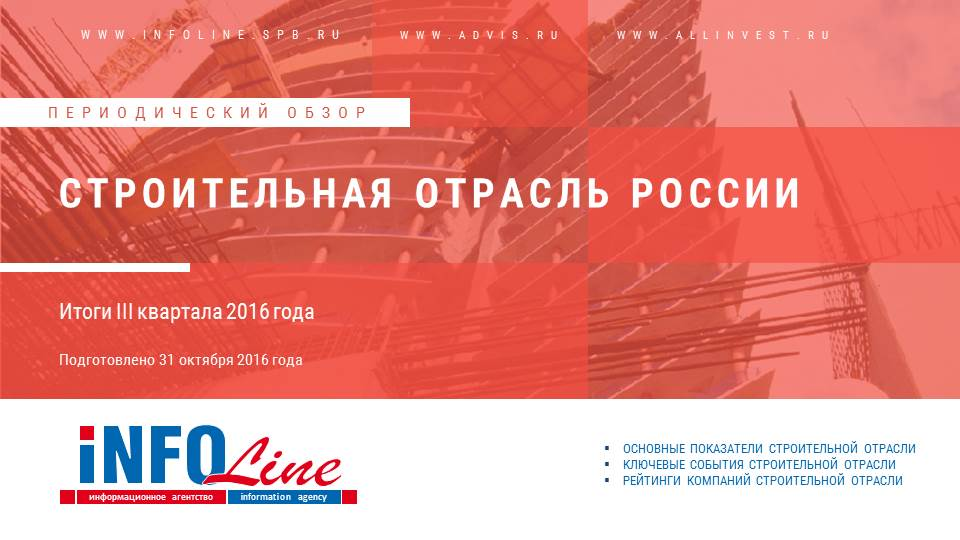 WWW.INFOLINE.SPB.RU WWW.ADVIS.RU WWW.ALLINVEST.RU
ПЕРИОДИЧЕСКИЙ ОБЗОР
СТРОИТЕЛЬНАЯ ОТРАСЛЬ РОССИИ
Итоги III квартала 2016 года
Подготовлено 31 октября 2016 года
iNFOLine
информационное агентство information agency
▪ ОСНОВНЫЕ ПОКАЗАТЕЛИ СТРОИТЕЛЬНОЙ ОТРАСЛИ
▪ КЛЮЧЕВЫЕ СОБЫТИЯ СТРОИТЕЛЬНОЙ ОТРАСЛИ
▪ РЕЙТИНГИ КОМПАНИЙ СТРОИТЕЛЬНОЙ ОТРАСЛИ